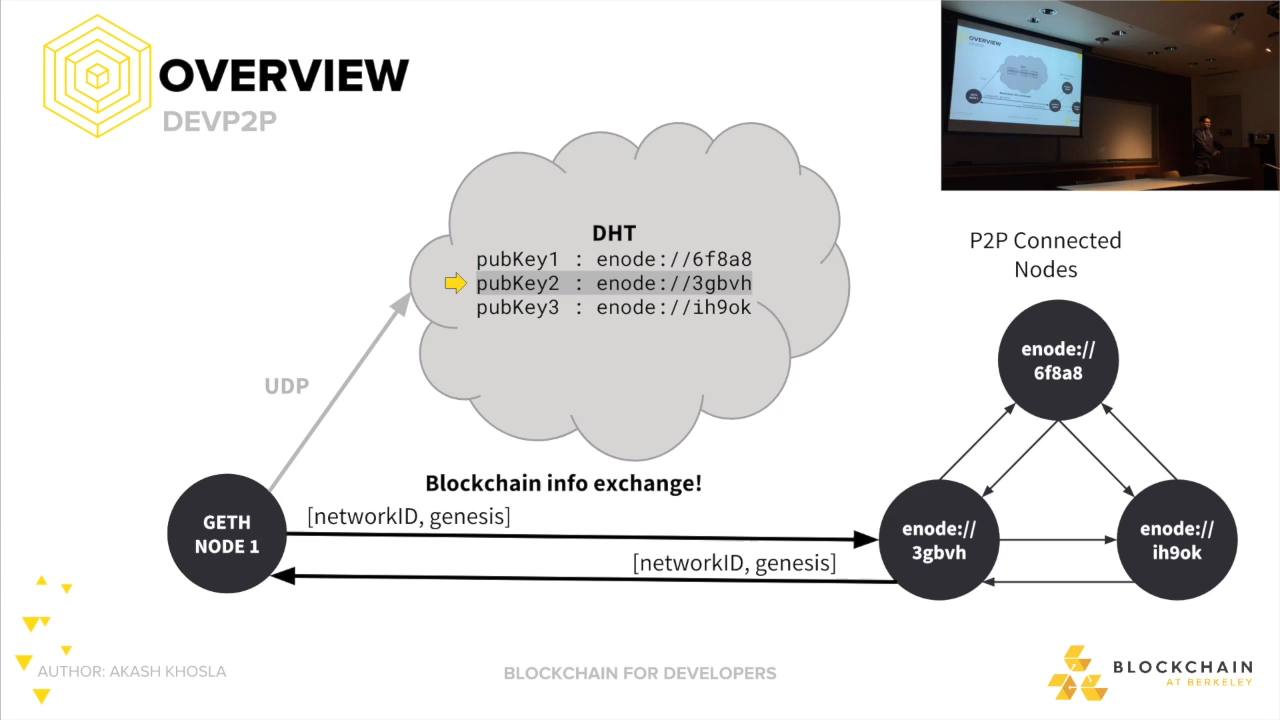 OVERVIEW
DEVP2P
DHT
pubKey1 : enode://6f8a8
pubKey2 : enode://3gbvh
pubKey3 : enode://ih9ok
UDP
P2P Connected
Nodes
enode://
6f8a8
Blockchain info exchange!
[networkID, genesis]
GETH
NODE 1
[networkID, genesis]
enode://
3gbvh
enode://
ih9ok
AUTHOR: AKASH KHOSLA
BLOCKCHAIN FOR DEVELOPERS
BLOCKCHAIN
AT BERKELEY
OVERVIEW